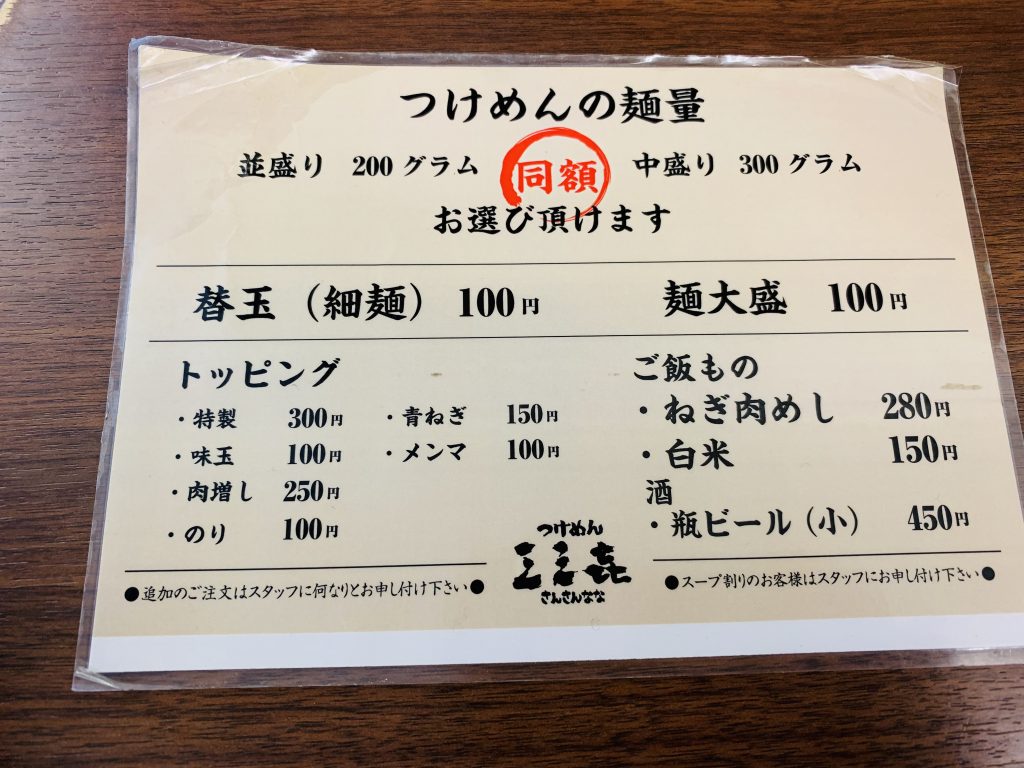 つけめんの麺量
並盛り 200 グラム 同額 中盛り 300 グラム
お選び頂けます
替玉（細麺） 100円 麺大盛 100円
トッピング
・特製 300円 ・青ねぎ 150円
・味玉 100円 ・メンマ 100円
・肉増し 250円
・のり 100円
ご飯もの
・ねぎ肉めし 280円
・白米 150円
酒
・瓶ビール（小） 450円
●追加のご注文はスタッフに何なりとお申し付け下さい●
つけめん
三三㐂
さんさんなな
●スープ割りのお客様はスタッフにお申し付け下さい●